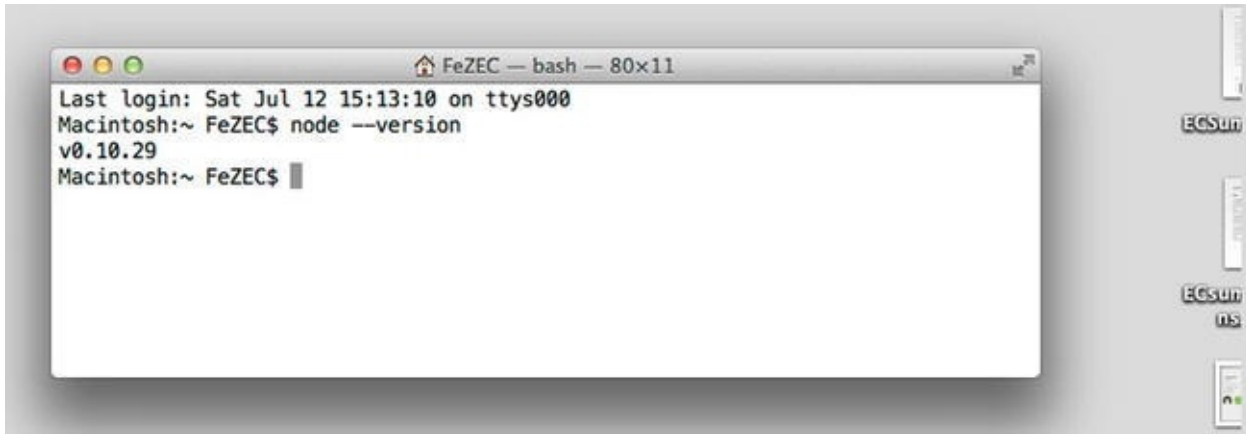 FeZEC — bash — 80×11
Last login: Sat Jul 12 15:13:10 on ttys000
Macintosh:~ FeZEC$ node --version
v0.10.29
Macintosh:~ FeZEC$
ECSun
ECsun
ns